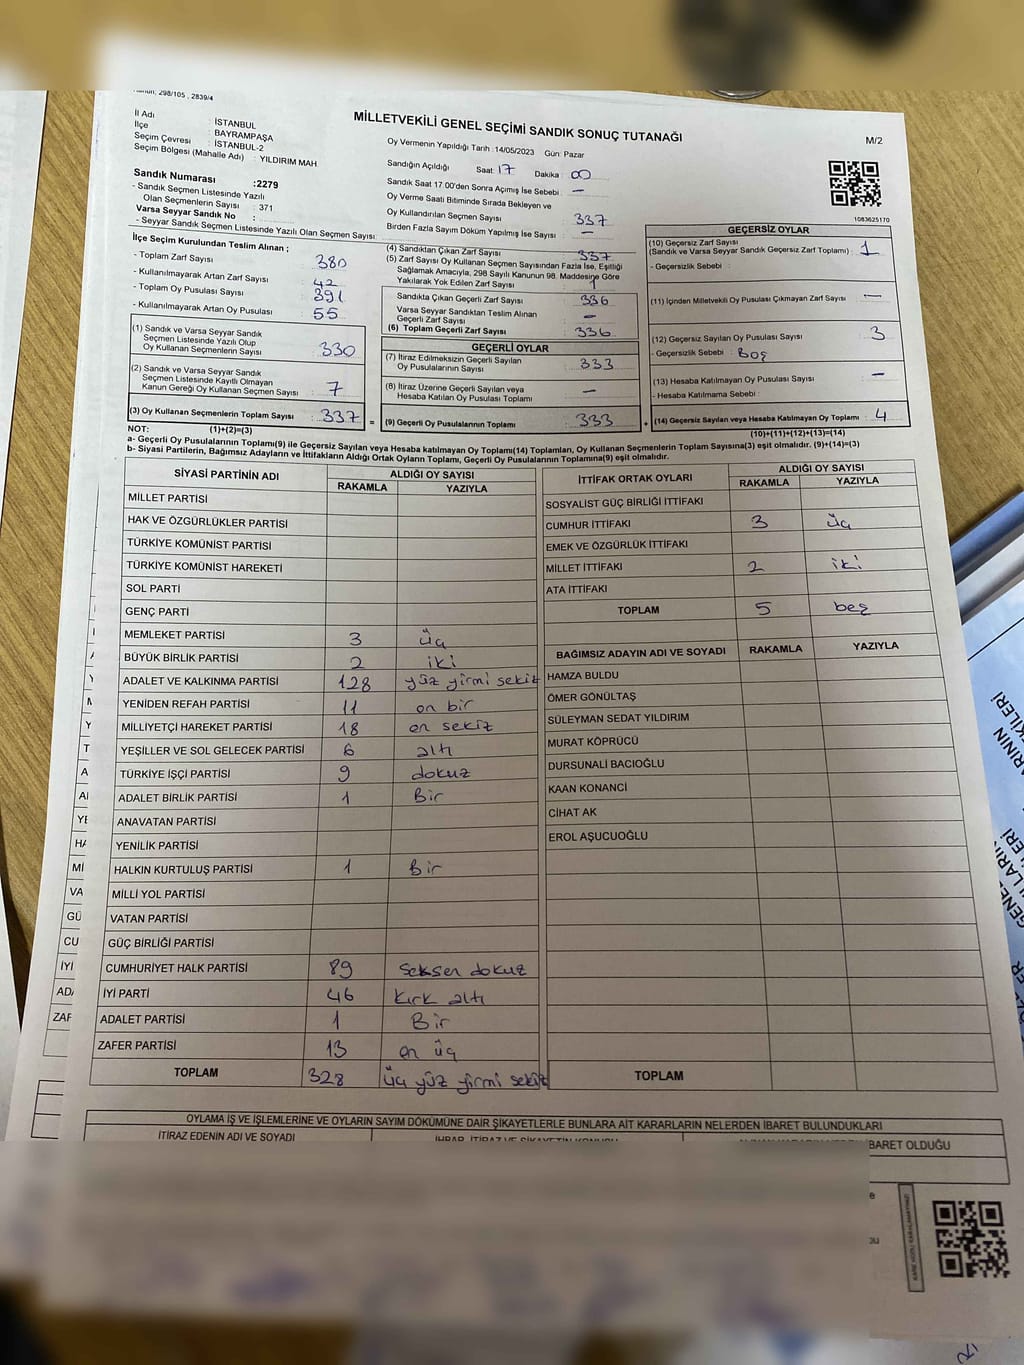 Kanun, 298/105 , 2839/4
MİLLETVEKİLİ GENEL SEÇİMİ SANDIK SONUÇ TUTANAĞI
M/2
İl Adı : İSTANBUL
İlçe : BAYRAMPAŞA
Seçim Çevresi : İSTANBUL-2
Seçim Bölgesi (Mahalle Adı) : YILDIRIM MAH
Sandık Numarası :2279
- Sandık Seçmen Listesinde Yazılı
Olan Seçmenlerin Sayısı : 371
Varsa Seyyar Sandık No :
- Seyyar Sandık Seçmen Listesinde Yazılı Olan Seçmen Sayısı :
Oy Vermenin Yapıldığı Tarih :14/05/2023 Gün: Pazar
Sandığın Açıldığı Saat: 17 Dakika : 00
Sandık Saat 17.00'den Sonra Açımış İse Sebebi : —
Oy Verme Saati Bitiminde Sırada Bekleyen ve
Oy Kullandırılan Seçmen Sayısı : 337
Birden Fazla Sayım Döküm Yapılmış İse Sayısı : —
1083625170
İlçe Seçim Kurulundan Teslim Alınan ;
- Toplam Zarf Sayısı : 380
- Kullanılmayarak Artan Zarf Sayısı : 42
- Toplam Oy Pusulası Sayısı : 391
- Kullanılmayarak Artan Oy Pusulası : 55
(1) Sandık ve Varsa Seyyar Sandık
Seçmen Listesinde Yazılı Olup
Oy Kullanan Seçmenlerin Sayısı : 330
(2) Sandık ve Varsa Seyyar Sandık
Seçmen Listesinde Kayıtlı Olmayan
Kanun Gereği Oy Kullanan Seçmen Sayısı : 7
(3) Oy Kullanan Seçmenlerin Toplam Sayısı : 337 =
(4) Sandıktan Çıkan Zarf Sayısı : 337
(5) Zarf Sayısı Oy Kullanan Seçmen Sayısından Fazla İse, Eşitliği
Sağlamak Amacıyla, 298 Sayılı Kanunun 98. Maddesine Göre
Yakılarak Yok Edilen Zarf Sayısı : 1
Sandıkta Çıkan Geçerli Zarf Sayısı : 336
Varsa Seyyar Sandıktan Teslim Alınan
Geçerli Zarf Sayısı : —
(6) Toplam Geçerli Zarf Sayısı : 336
GEÇERLİ OYLAR
(7) İtiraz Edilmeksizin Geçerli Sayılan
Oy Pusulalarının Sayısı : 333
(8) İtiraz Üzerine Geçerli Sayılan veya
Hesaba Katılan Oy Pusulası Toplamı : —
(9) Geçerli Oy Pusulalarının Toplamı : 333 +
GEÇERSİZ OYLAR
(10) Geçersiz Zarf Sayısı
(Sandık ve Varsa Seyyar Sandık Geçersiz Zarf Toplamı) : 1
- Geçersizlik Sebebi :
(11) İçinden Milletvekili Oy Pusulası Çıkmayan Zarf Sayısı : —
(12) Geçersiz Sayılan Oy Pusulası Sayısı : 3
- Geçersizlik Sebebi : Boş
(13) Hesaba Katılmayan Oy Pusulası Sayısı : —
- Hesaba Katılmama Sebebi :
(14) Geçersiz Sayılan veya Hesaba Katılmayan Oy Toplamı : 4
NOT: (1)+(2)=(3) (10)+(11)+(12)+(13)=(14)
a- Geçerli Oy Pusulalarının Toplamı(9) ile Geçersiz Sayılan veya Hesaba katılmayan Oy Toplamı(14) Toplamları, Oy Kullanan Seçmenlerin Toplam Sayısına(3) eşit olmalıdır. (9)+(14)=(3)
b- Siyasi Partilerin, Bağımsız Adayların ve İttifakların Aldığı Ortak Oyların Toplamı, Geçerli Oy Pusulalarının Toplamına(9) eşit olmalıdır.
SİYASİ PARTİNİN ADI ALDIĞI OY SAYISI
RAKAMLA YAZIYLA
MİLLET PARTİSİ
HAK VE ÖZGÜRLÜKLER PARTİSİ
TÜRKİYE KOMÜNİST PARTİSİ
TÜRKİYE KOMÜNİST HAREKETİ
SOL PARTİ
GENÇ PARTİ
MEMLEKET PARTİSİ 3 üç
BÜYÜK BİRLİK PARTİSİ 2 iki
ADALET VE KALKINMA PARTİSİ 128 yüz yirmi sekiz
YENİDEN REFAH PARTİSİ 11 on bir
MİLLİYETÇİ HAREKET PARTİSİ 18 on sekiz
YEŞİLLER VE SOL GELECEK PARTİSİ 6 altı
TÜRKİYE İŞÇİ PARTİSİ 9 dokuz
ADALET BİRLİK PARTİSİ 1 Bir
ANAVATAN PARTİSİ
YENİLİK PARTİSİ
HALKIN KURTULUŞ PARTİSİ 1 Bir
MİLLİ YOL PARTİSİ
VATAN PARTİSİ
GÜÇ BİRLİĞİ PARTİSİ
CUMHURİYET HALK PARTİSİ 89 seksen dokuz
İYİ PARTİ 46 kırk altı
ADALET PARTİSİ 1 Bir
ZAFER PARTİSİ 13 on üç
TOPLAM 328 üç yüz yirmi sekiz
İTTİFAK ORTAK OYLARI ALDIĞI OY SAYISI
RAKAMLA YAZIYLA
SOSYALİST GÜÇ BİRLİĞİ İTTİFAKI
CUMHUR İTTİFAKI 3 üç
EMEK VE ÖZGÜRLÜK İTTİFAKI
MİLLET İTTİFAKI 2 iki
ATA İTTİFAKI
TOPLAM 5 beş
BAĞIMSIZ ADAYIN ADI VE SOYADI RAKAMLA YAZIYLA
HAMZA BULDU
ÖMER GÖNÜLTAŞ
SÜLEYMAN SEDAT YILDIRIM
MURAT KÖPRÜCÜ
DURSUNALİ BACIOĞLU
KAAN KONANCİ
CİHAT AK
EROL AŞUCUOĞLU
TOPLAM
OYLAMA İŞ VE İŞLEMLERİNE VE OYLARIN SAYIM DÖKÜMÜNE DAİR ŞİKAYETLERLE BUNLARA AİT KARARLARIN NELERDEN İBARET BULUNDUKLARI
İTİRAZ EDENİN ADI VE SOYADI
BARET OLDUĞU